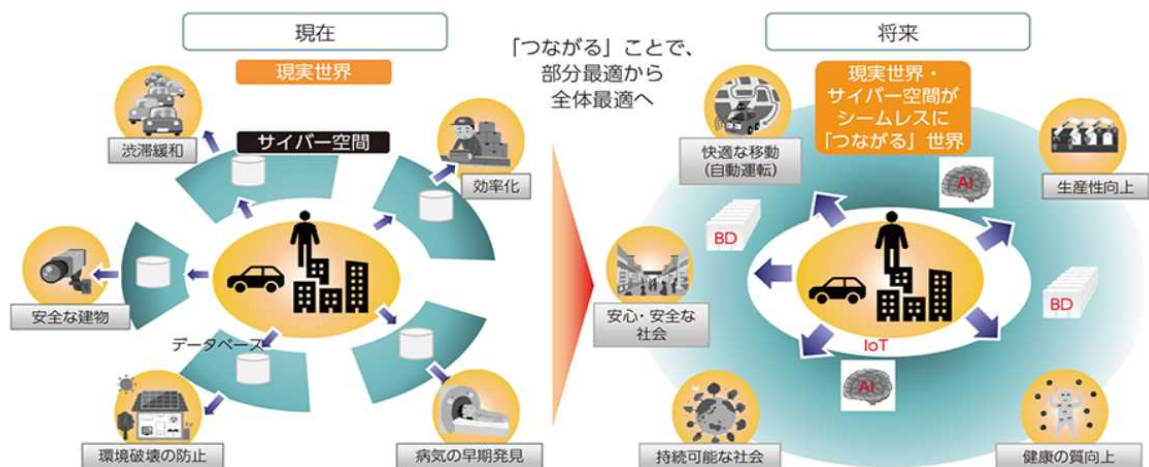 現在
現実世界
サイバー空間
渋滞緩和
効率化
安全な建物
データベース
環境破壊の防止
病気の早期発見
「つながる」ことで、
部分最適から
全体最適へ
将来
現実世界・
サイバー空間が
シームレスに
「つながる」世界
快適な移動
(自動運転)
AI
生産性向上
BD
BD
安心・安全な
社会
IoT
AI
持続可能な社会
健康の質向上